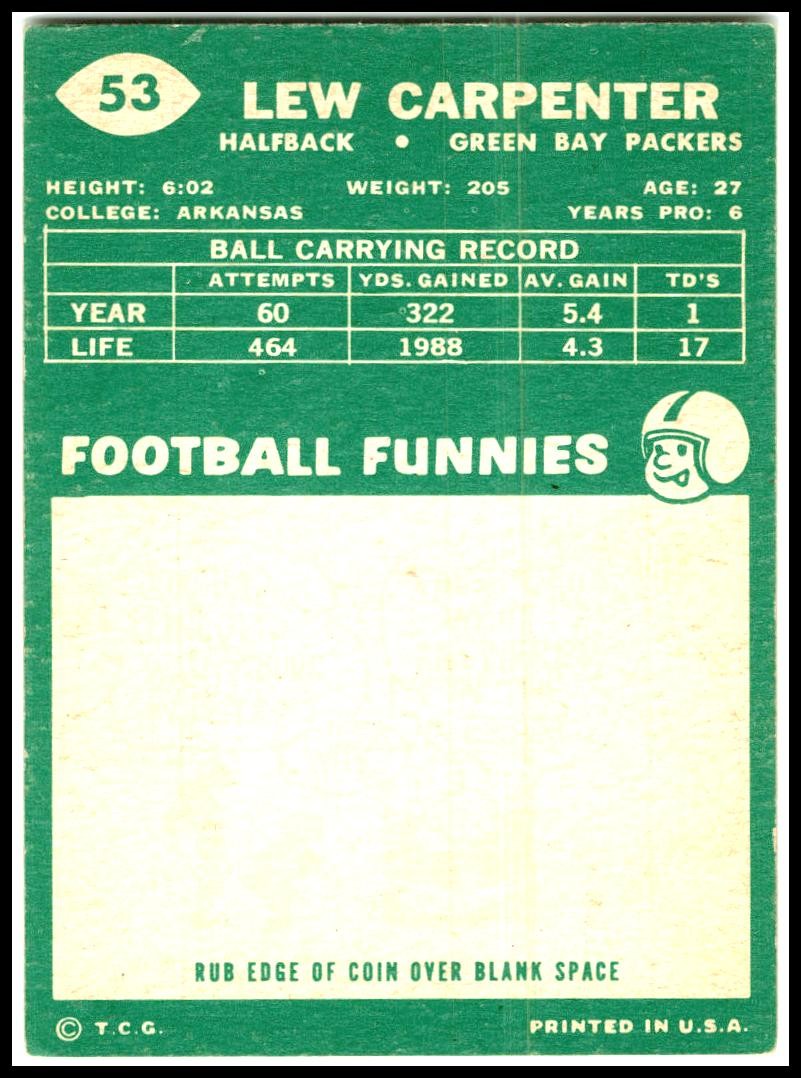 53
LEW CARPENTER
HALFBACK • GREEN BAY PACKERS
HEIGHT: 6:02 WEIGHT: 205 AGE: 27
COLLEGE: ARKANSAS YEARS PRO: 6
BALL CARRYING RECORD
ATTEMPTS YDS. GAINED AV. GAIN TD'S
YEAR 60 322 5.4 1
LIFE 464 1988 4.3 17
FOOTBALL FUNNIES
RUB EDGE OF COIN OVER BLANK SPACE
© T.C.G. PRINTED IN U.S.A.